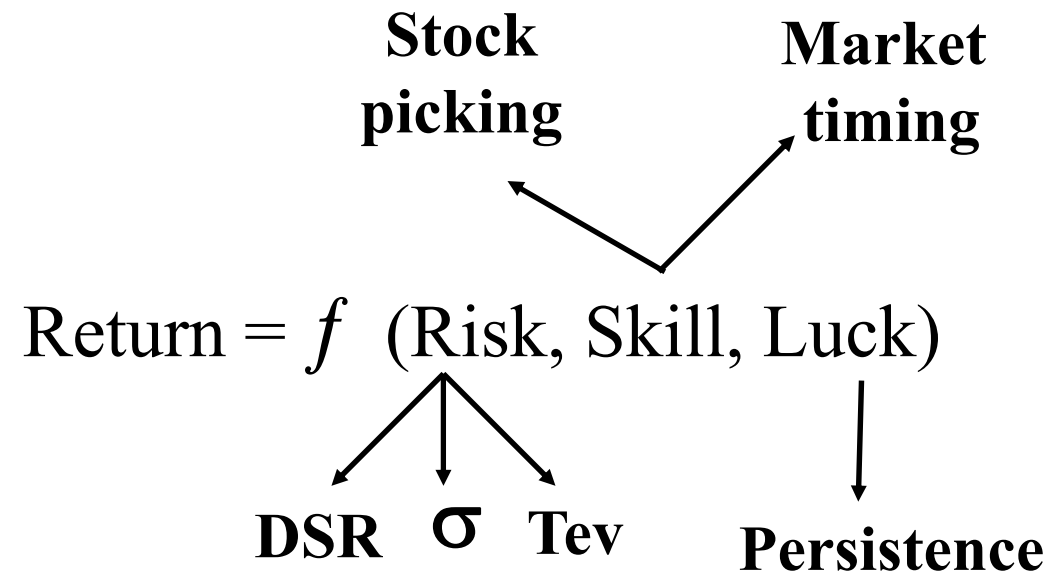 Stock
picking
Market
timing
Return = f (Risk, Skill, Luck)
DSR σ Tev
Persistence